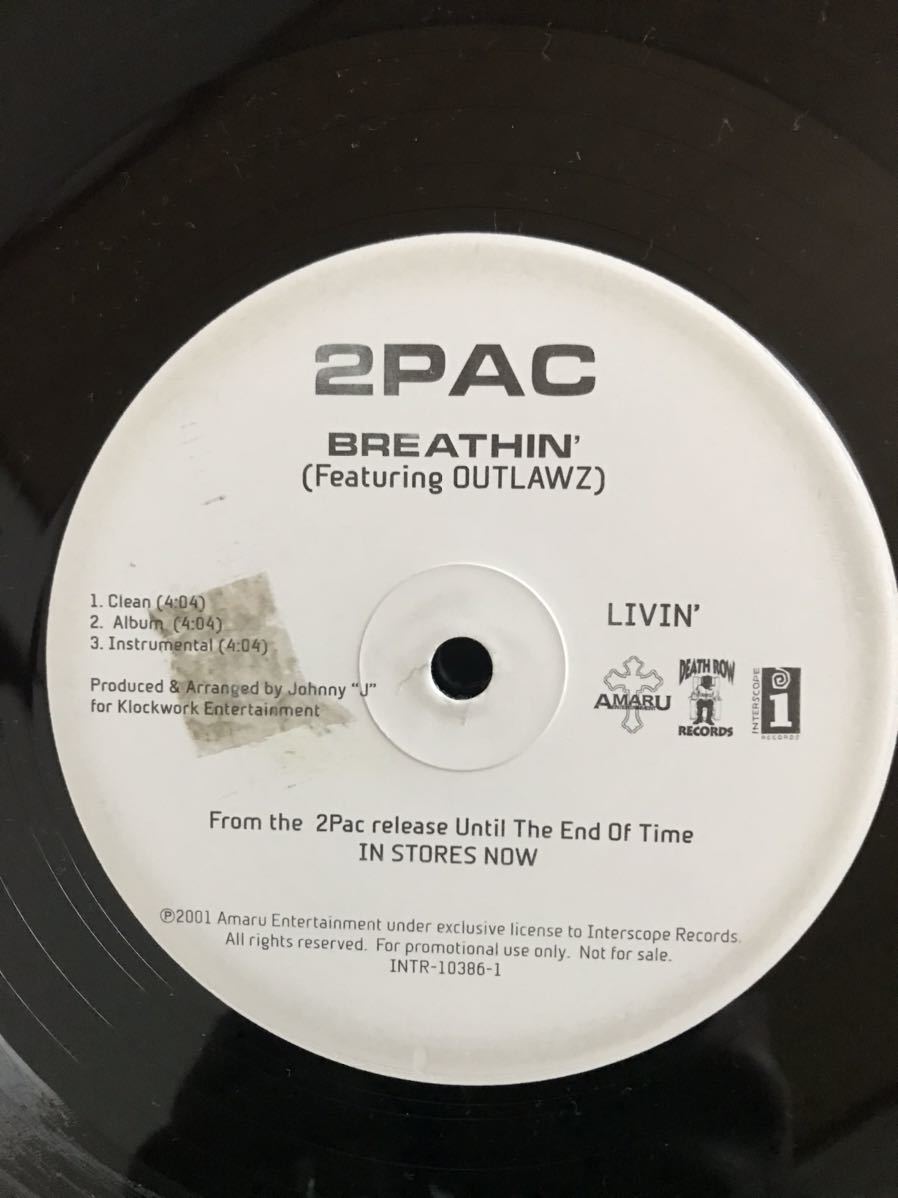 2PAC
BREATHIN'
(Featuring OUTLAWZ)
1. Clean (4:04)
2. Album (4:04)
3. Instrumental (4:04)
Produced & Arranged by Johnny "J"
for Klockwork Entertainment
LIVIN'
AMARU
ENTERTAINMENT
DEATH ROW
RECORDS
INTERSCOPE
i
RECORDS
From the 2Pac release Until The End Of Time
IN STORES NOW
℗2001 Amaru Entertainment under exclusive license to Interscope Records.
All rights reserved. For promotional use only. Not for sale.
INTR-10386-1